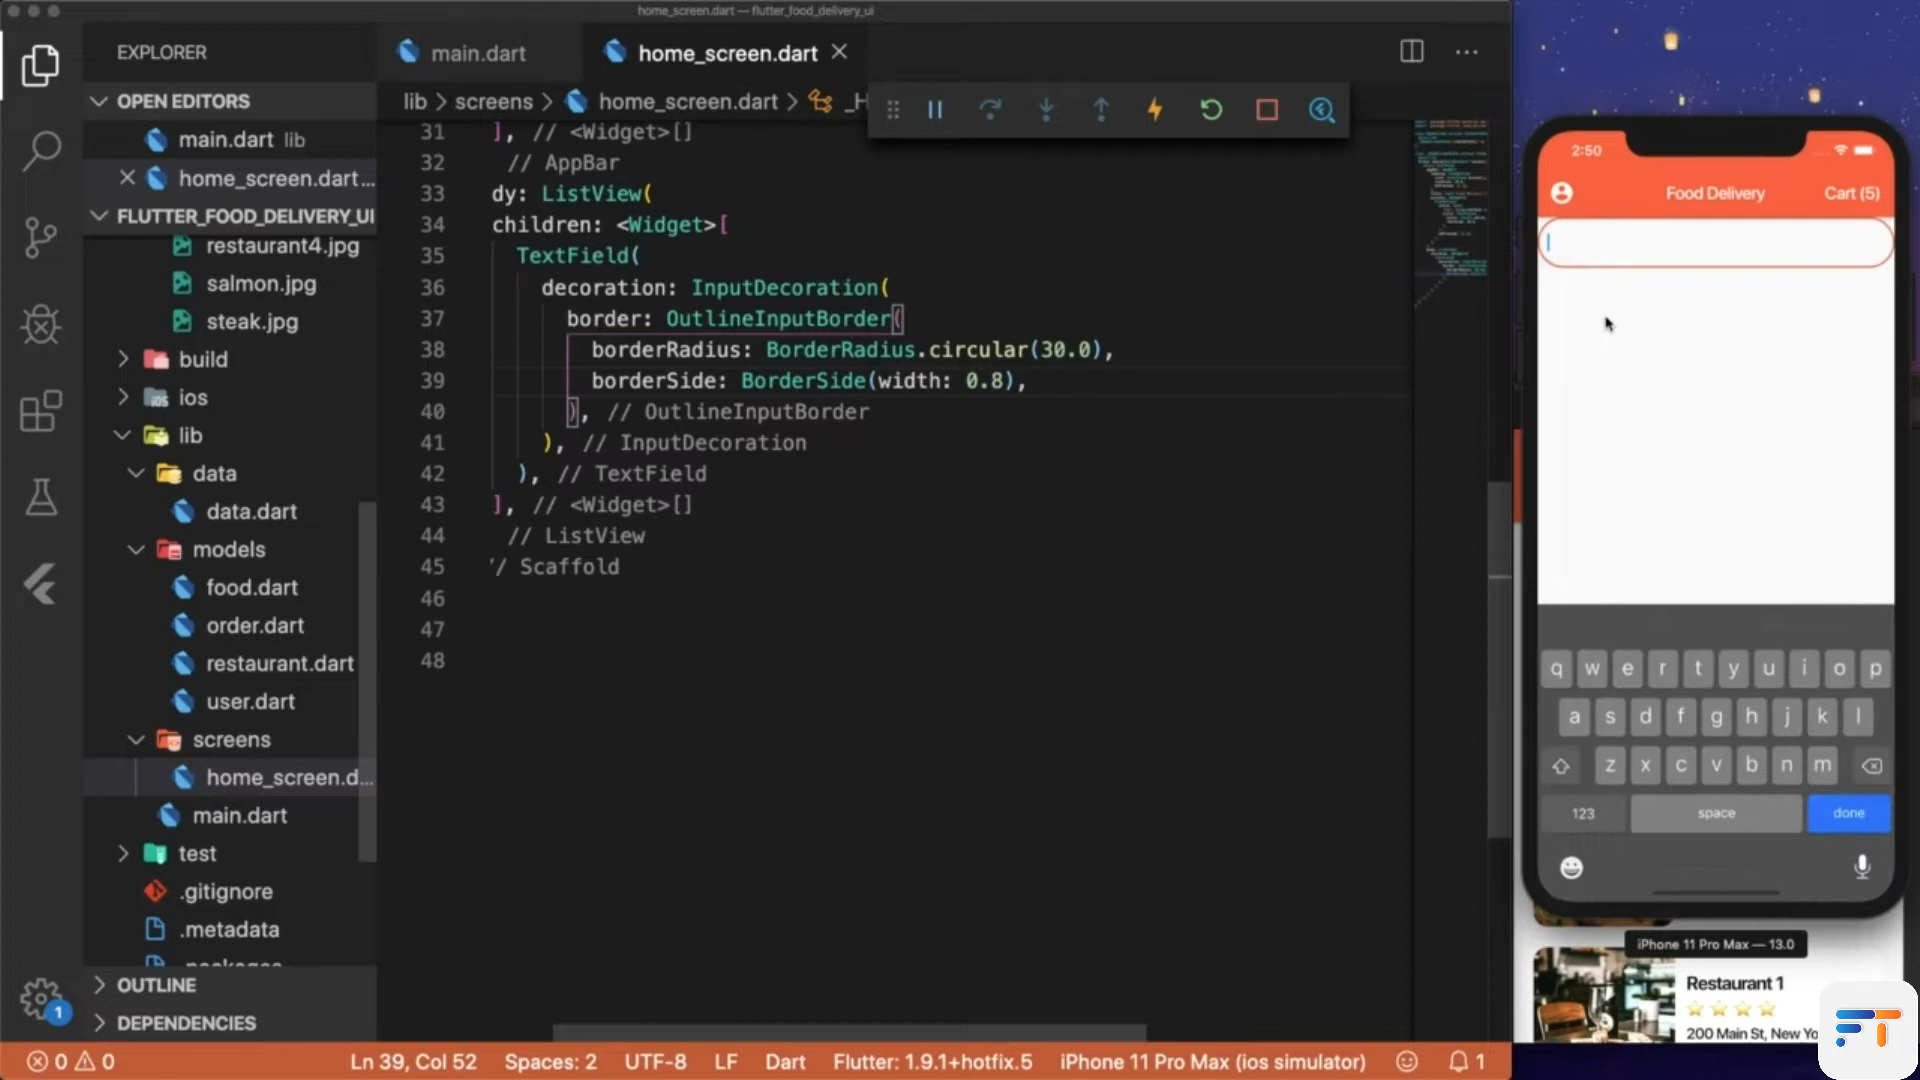 home_screen.dart — flutter_food_delivery_ui
EXPLORER
main.dart
home_screen.dart
OPEN EDITORS
main.dart lib
home_screen.dart...
FLUTTER_FOOD_DELIVERY_UI
restaurant4.jpg
salmon.jpg
steak.jpg
build
ios
lib
data
data.dart
models
food.dart
order.dart
restaurant.dart
user.dart
screens
home_screen.d...
main.dart
test
.gitignore
.metadata
OUTLINE
DEPENDENCIES
lib > screens > home_screen.dart > _H
31 ], // <Widget>[]
32 // AppBar
33 dy: ListView(
34 children: <Widget>[
35 TextField(
36 decoration: InputDecoration(
37 border: OutlineInputBorder(
38 borderRadius: BorderRadius.circular(30.0),
39 borderSide: BorderSide(width: 0.8),
40 ), // OutlineInputBorder
41 ), // InputDecoration
42 ), // TextField
43 ], // <Widget>[]
44 // ListView
45 // Scaffold
46
47
48
2:50
Food Delivery
Cart (5)
q w e r t y u i o p
a s d f g h j k l
z x c v b n m
123 space done
iPhone 11 Pro Max — 13.0
Restaurant 1
200 Main St, New Yo
FT
1
0 0
Ln 39, Col 52
Spaces: 2
UTF-8
LF
Dart
Flutter: 1.9.1+hotfix.5
iPhone 11 Pro Max (ios simulator)
1